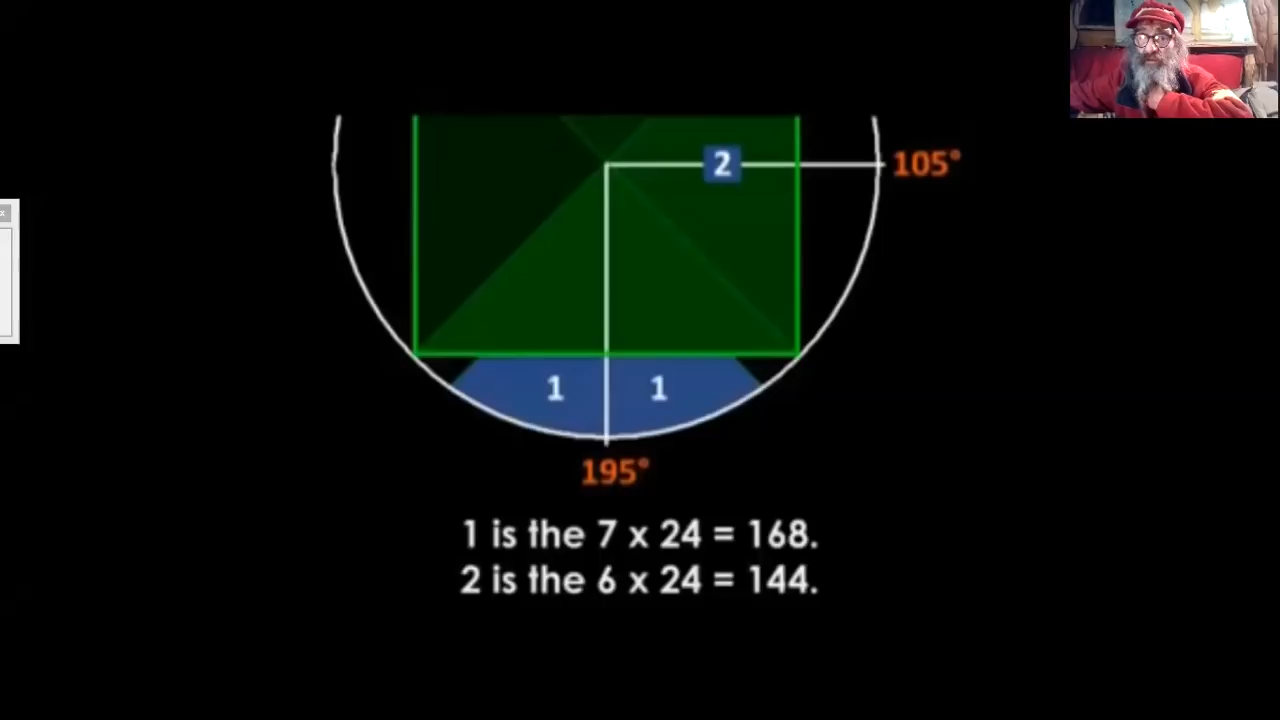 2
105°
1 1
195°
1 is the 7 x 24 = 168.
2 is the 6 x 24 = 144.
x